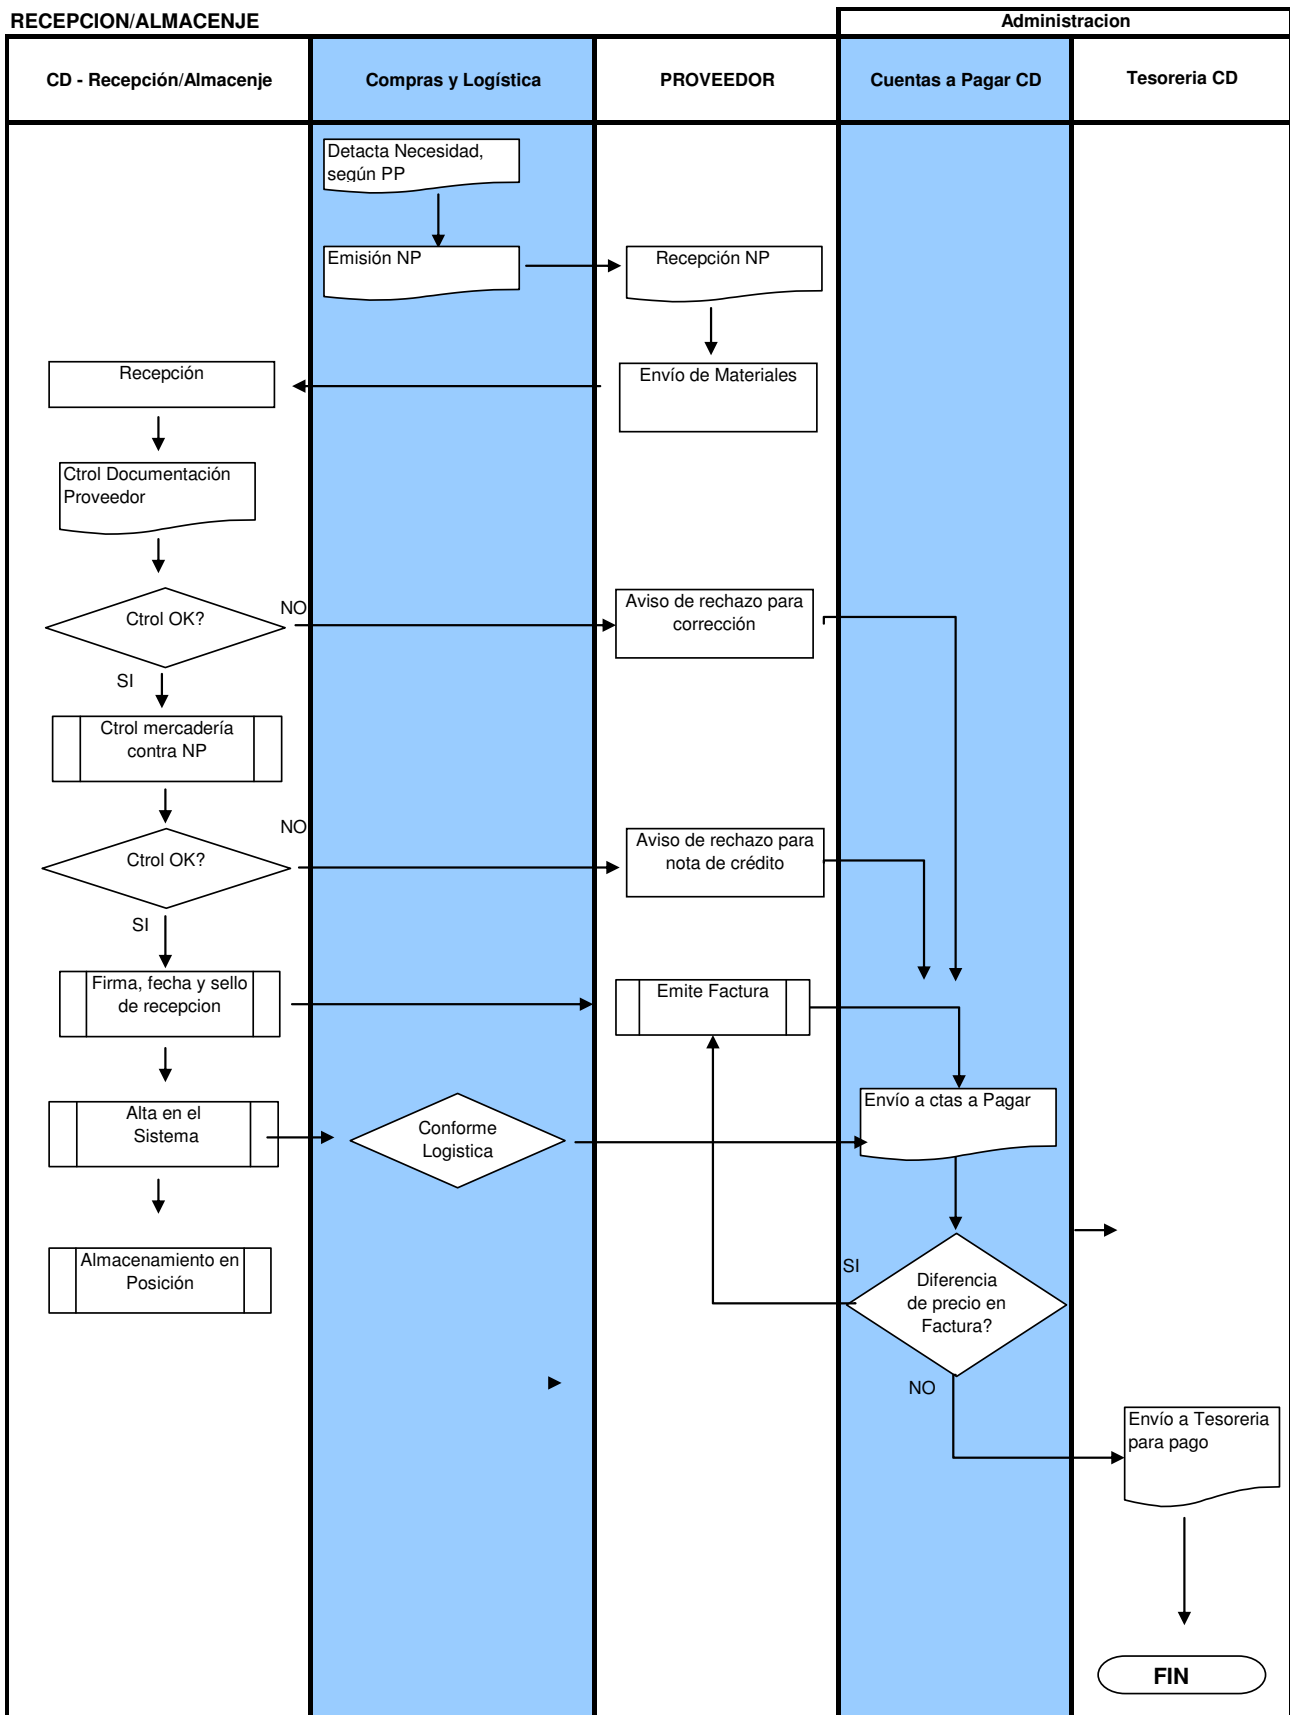 RECEPCION/ALMACENJE
Administracion
CD - Recepción/Almacenje
Compras y Logística
PROVEEDOR
Cuentas a Pagar CD
Tesoreria CD
Detacta Necesidad,
según PP
Emisión NP
Recepción NP
Recepción
Envío de Materiales
Ctrol Documentación
Proveedor
Ctrol OK?
NO
Aviso de rechazo para
corrección
SI
Ctrol mercadería
contra NP
NO
Ctrol OK?
Aviso de rechazo para
nota de crédito
SI
Firma, fecha y sello
de recepcion
Emite Factura
Alta en el
Sistema
Conforme
Logistica
Envío a ctas a Pagar
Almacenamiento en
Posición
SI
Diferencia
de precio en
Factura?
NO
Envío a Tesoreria
para pago
FIN